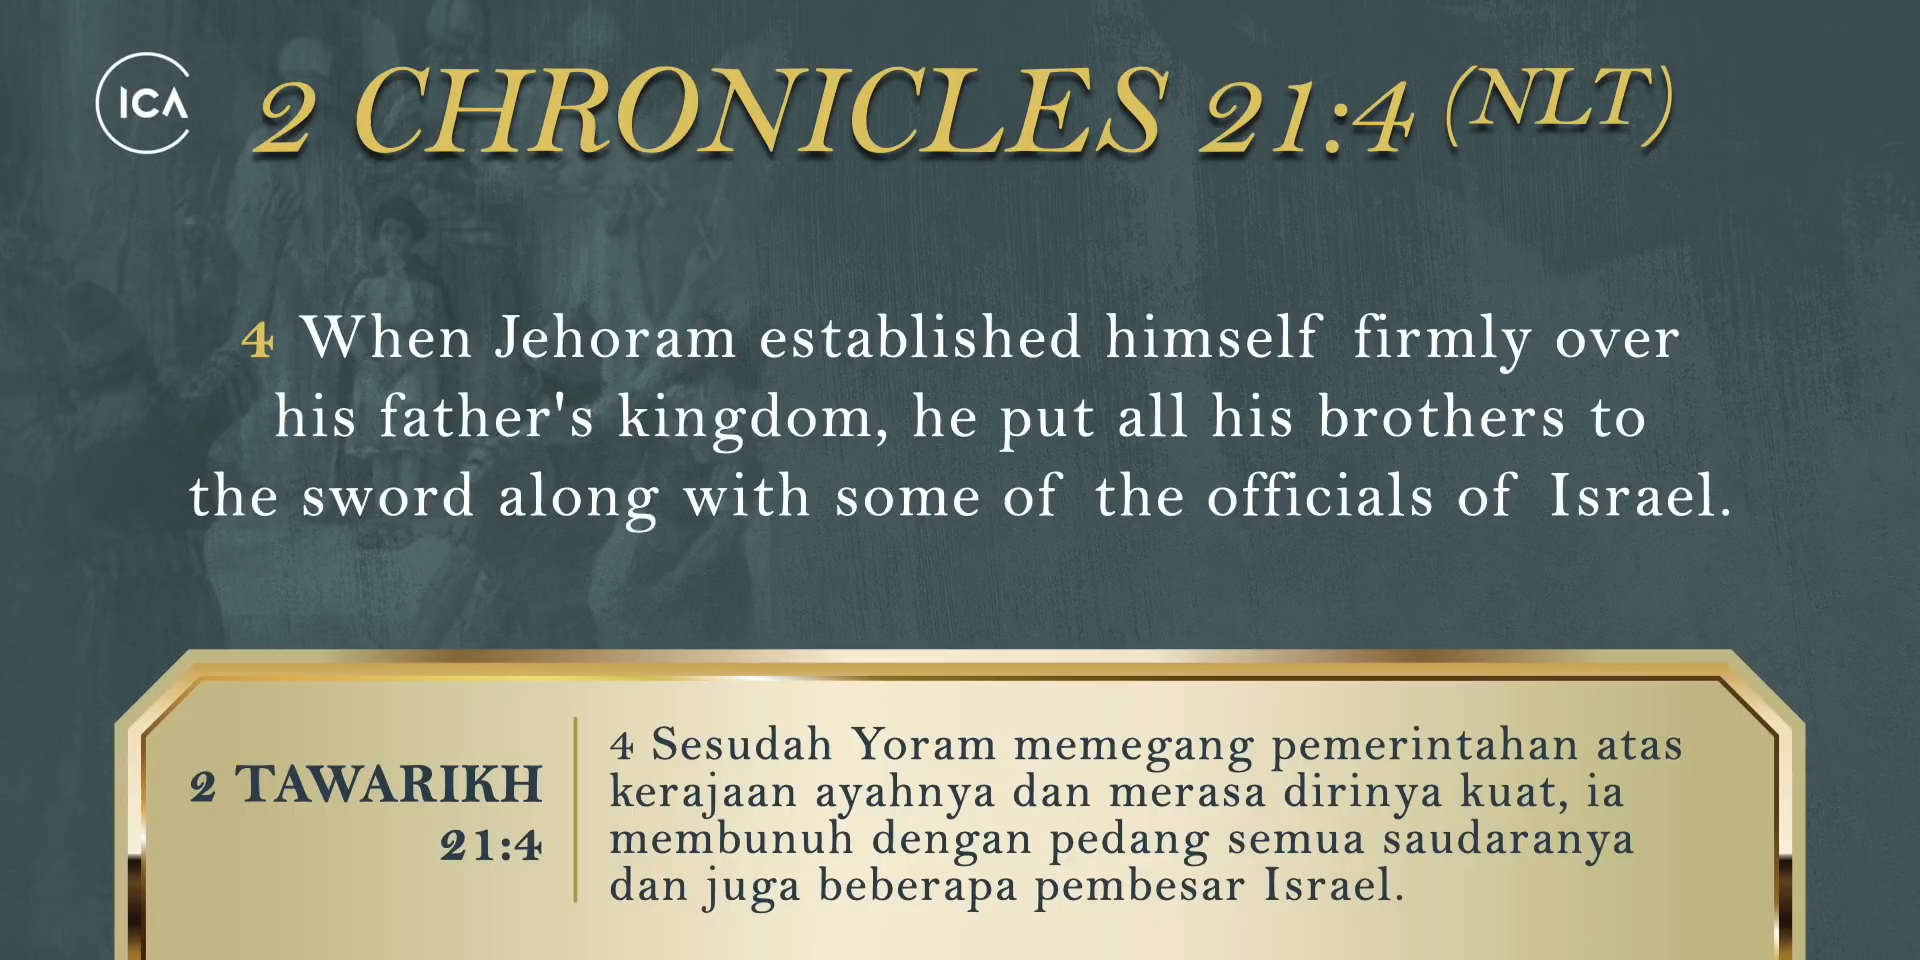 ICA
2 CHRONICLES 21:4 (NLT)
4 When Jehoram established himself firmly over
his father's kingdom, he put all his brothers to
the sword along with some of the officials of Israel.
2 TAWARIKH
21:4
4 Sesudah Yoram memegang pemerintahan atas
kerajaan ayahnya dan merasa dirinya kuat, ia
membunuh dengan pedang semua saudaranya
dan juga beberapa pembesar Israel.